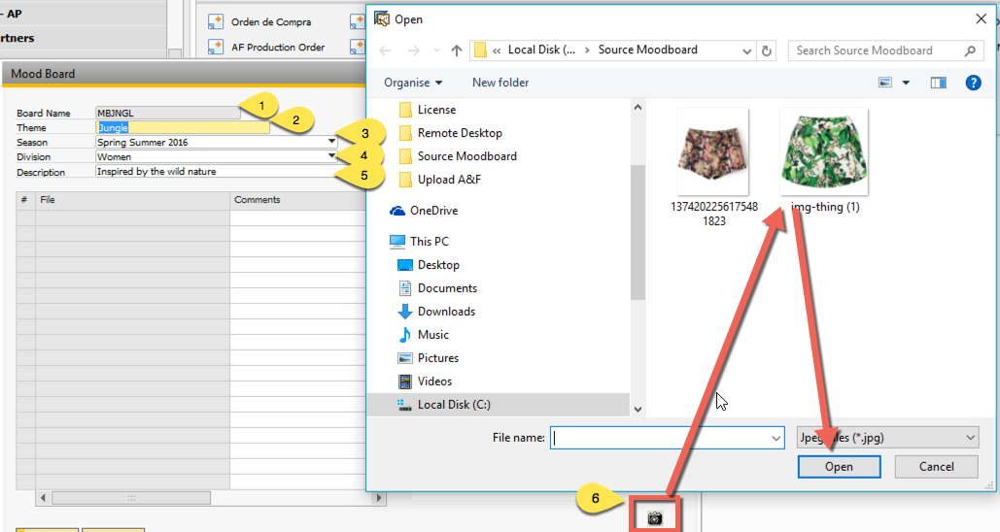 - AP
rtners
Orden de Compra
AF Production Order
Mood Board
Board Name MBJNGL 1
Theme Jungle 2
Season Spring Summer 2016 3
Division Women 4
Description Inspired by the wild nature 5
# File Comments
6
Open
« Local Disk (... > Source Moodboard
Search Source Moodboard
Organise New folder
License
Remote Desktop
Source Moodboard
Upload A&F
OneDrive
This PC
Desktop
Documents
Downloads
Music
Pictures
Videos
Local Disk (C:)
137420225617548
1823
img-thing (1)
File name:
Jpeg files (*.jpg)
Open Cancel